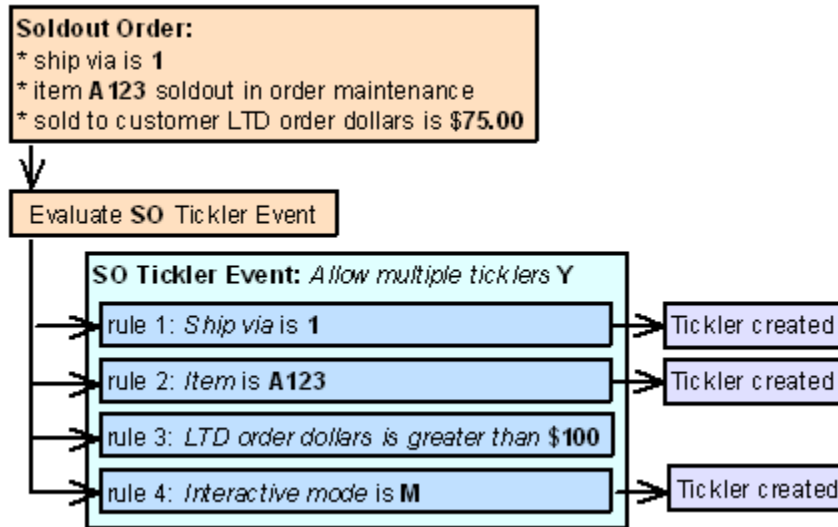 Soldout Order:
* ship via is 1
* item A123 soldout in order maintenance
* sold to customer LTD order dollars is $75.00
Evaluate SO Tickler Event
SO Tickler Event: Allow multiple ticklers Y
rule 1: Ship via is 1
Tickler created
rule 2: Item is A123
Tickler created
rule 3: LTD order dollars is greater than $100
rule 4: Interactive mode is M
Tickler created